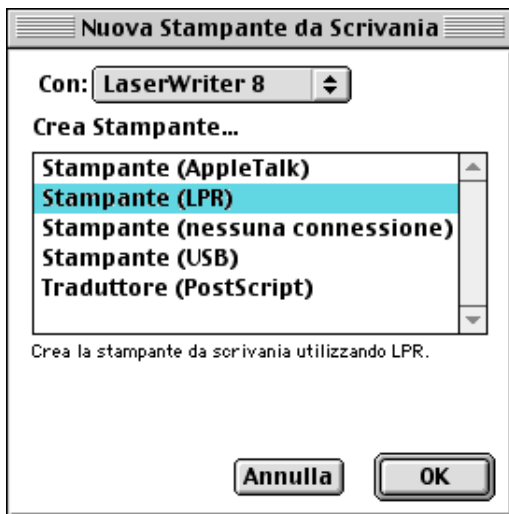 Nuova Stampante da Scrivania
Con: LaserWriter 8
Crea Stampante...
Stampante (AppleTalk)
Stampante (LPR)
Stampante (nessuna connessione)
Stampante (USB)
Traduttore (PostScript)
Crea la stampante da scrivania utilizzando LPR.
Annulla OK